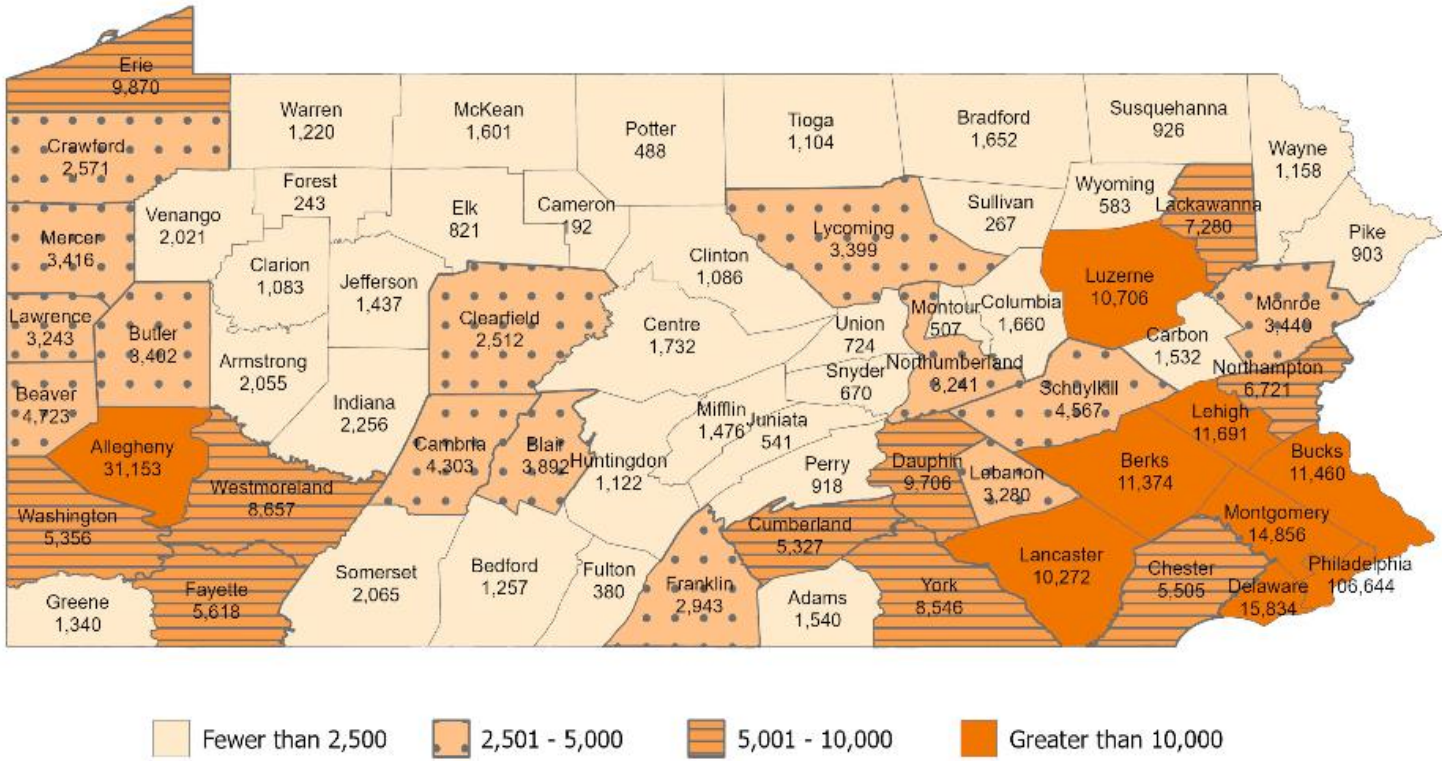 Erie
9,870
Warren
1,220
McKean
1,601
Potter
488
Tioga
1,104
Bradford
1,652
Susquehanna
926
Wayne
1,158
Crawford
2,571
Forest
243
Venango
2,021
Elk
821
Cameron
192
Sullivan
267
Wyoming
583
Lackawanna
7,280
Pike
903
Mercer
3,416
Clarion
1,083
Jefferson
1,437
Clinton
1,086
Lycoming
3,399
Luzerne
10,706
Monroe
3,440
Lawrence
3,243
Butler
3,402
Armstrong
2,055
Clearfield
2,512
Centre
1,732
Union
724
Montour
507
Columbia
1,660
Carbon
1,532
Snyder
670
Northumberland
3,241
Schuylkill
4,567
Northampton
6,721
Beaver
4,723
Indiana
2,256
Mifflin
1,476
Juniata
541
Lehigh
11,691
Allegheny
31,153
Cambria
4,303
Blair
3,892
Huntingdon
1,122
Perry
918
Dauphin
9,706
Lebanon
3,280
Berks
11,374
Bucks
11,460
Westmoreland
8,657
Washington
5,356
Cumberland
5,327
Montgomery
14,856
Greene
1,340
Fayette
5,618
Somerset
2,065
Bedford
1,257
Fulton
380
Franklin
2,943
Adams
1,540
York
8,546
Lancaster
10,272
Chester
5,505
Delaware
15,834
Philadelphia
106,644
Fewer than 2,500
2,501 - 5,000
5,001 - 10,000
Greater than 10,000